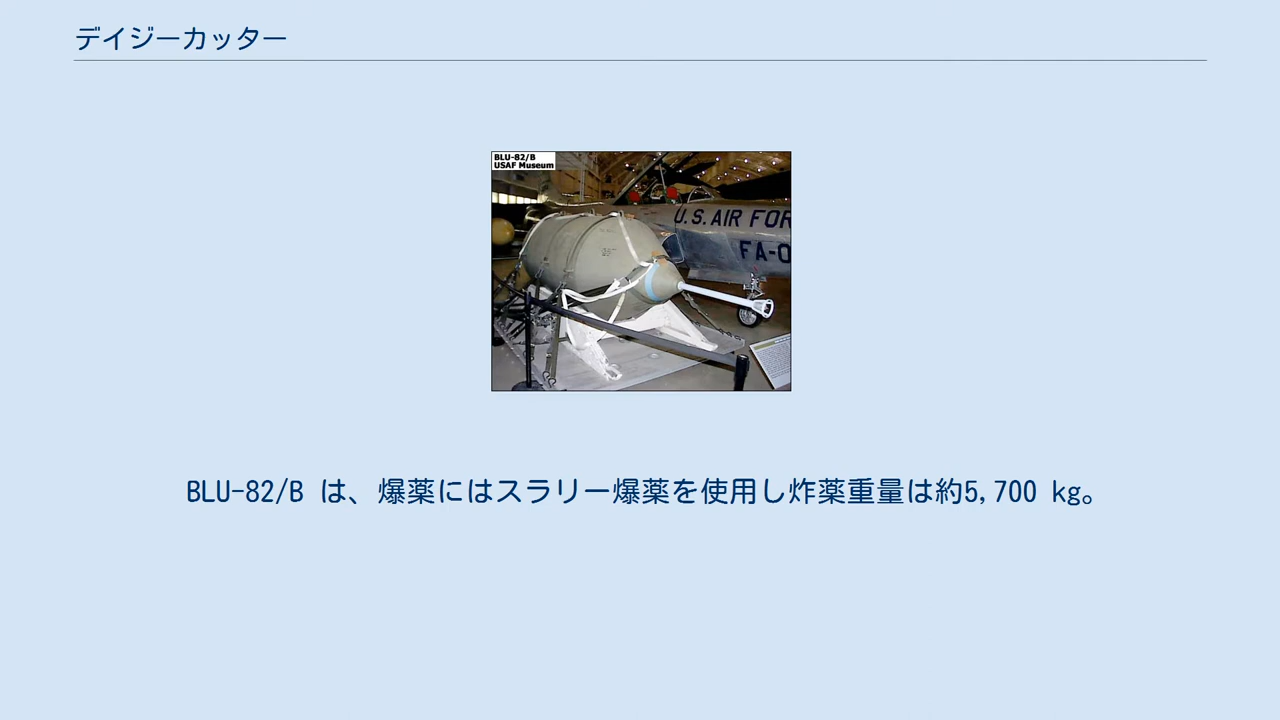 デイジーカッター
BLU-82/B
USAF Museum
U.S. AIR FOR
FA-0
BLU-82/B は、爆薬にはスラリー爆薬を使用し炸薬重量は約5,700 kg。